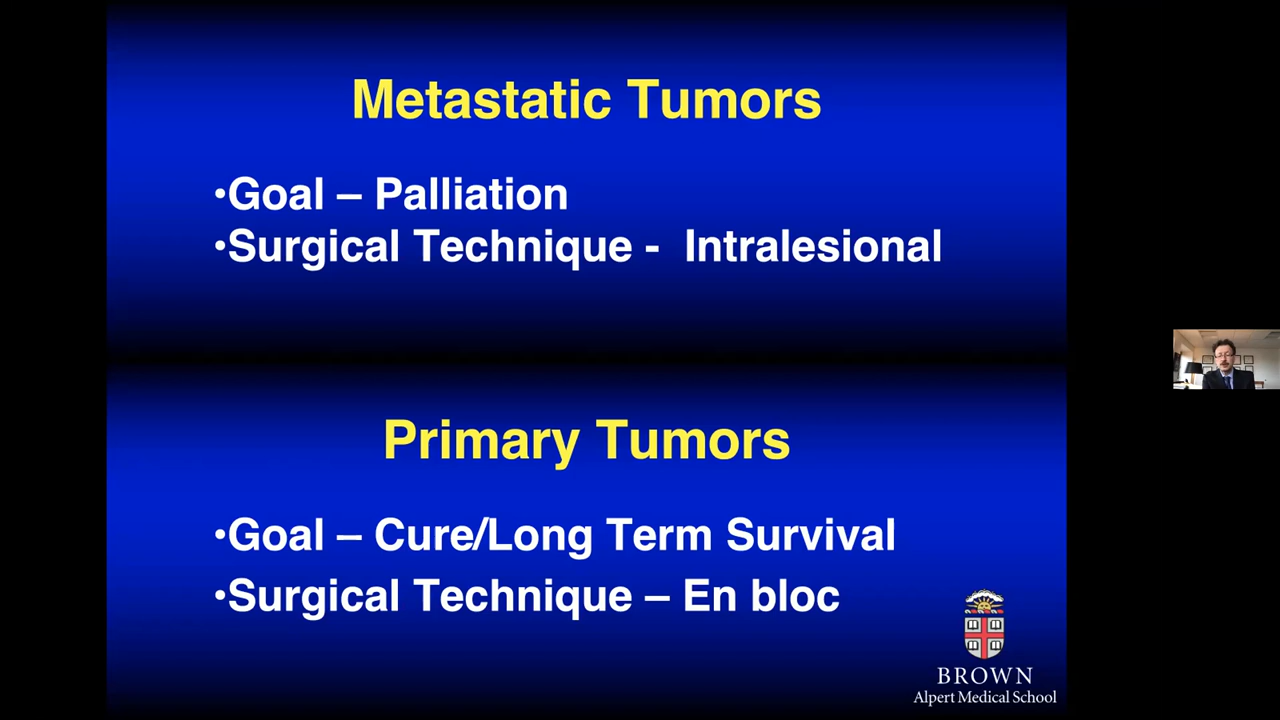 Metastatic Tumors
•Goal – Palliation
•Surgical Technique -  Intralesional
Primary Tumors
•Goal – Cure/Long Term Survival
•Surgical Technique – En bloc
BROWN
Alpert Medical School